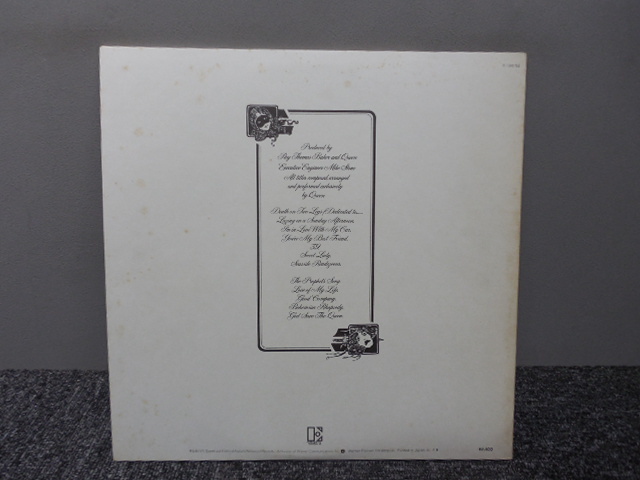 Produced by
Roy Thomas Baker and Queen
Executive Engineer Mike Stone
All titles composed, arranged
and performed exclusively
by Queen
Death on Two Legs (Dedicated to......
Lazing on a Sunday Afternoon
I'm in Love With My Car
You're My Best Friend
'39
Sweet Lady
Seaside Rendezvous
The Prophet's Song
Love of My Life
Good Company
Bohemian Rhapsody
God Save The Queen